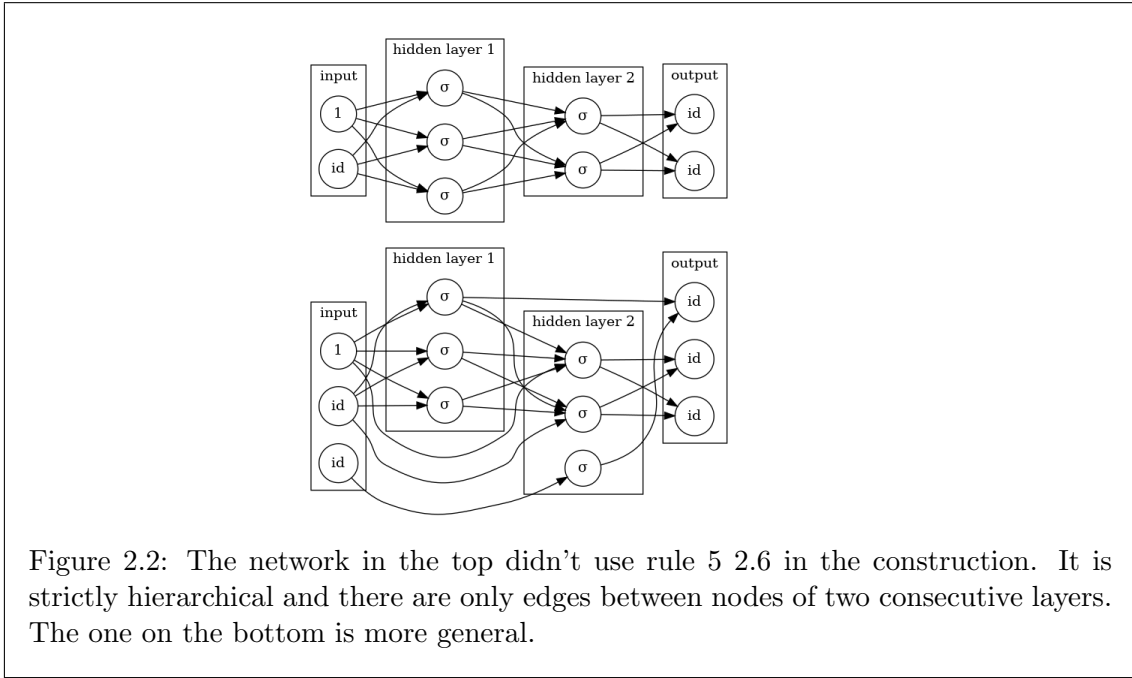 hidden layer 1
input
hidden layer 2
output
1
id
σ
σ
σ
σ
σ
id
id
hidden layer 1
output
input
hidden layer 2
1
id
id
σ
σ
σ
σ
σ
σ
id
id
id
Figure 2.2: The network in the top didn't use rule 5 2.6 in the construction. It is
strictly hierarchical and there are only edges between nodes of two consecutive layers.
The one on the bottom is more general.